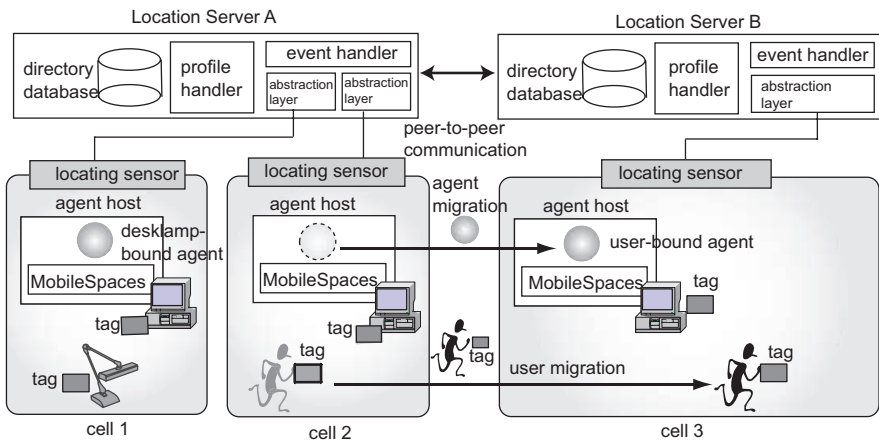 Location Server A
directory
database
profile
handler
event handler
abstraction
layer
abstraction
layer
Location Server B
directory
database
profile
handler
event handler
abstraction
layer
peer-to-peer
communication
locating sensor
agent host
desklamp-
bound agent
MobileSpaces
tag
tag
cell 1
locating sensor
agent host
MobileSpaces
tag
tag
cell 2
agent
migration
tag
user migration
locating sensor
agent host
user-bound agent
MobileSpaces
tag
tag
cell 3